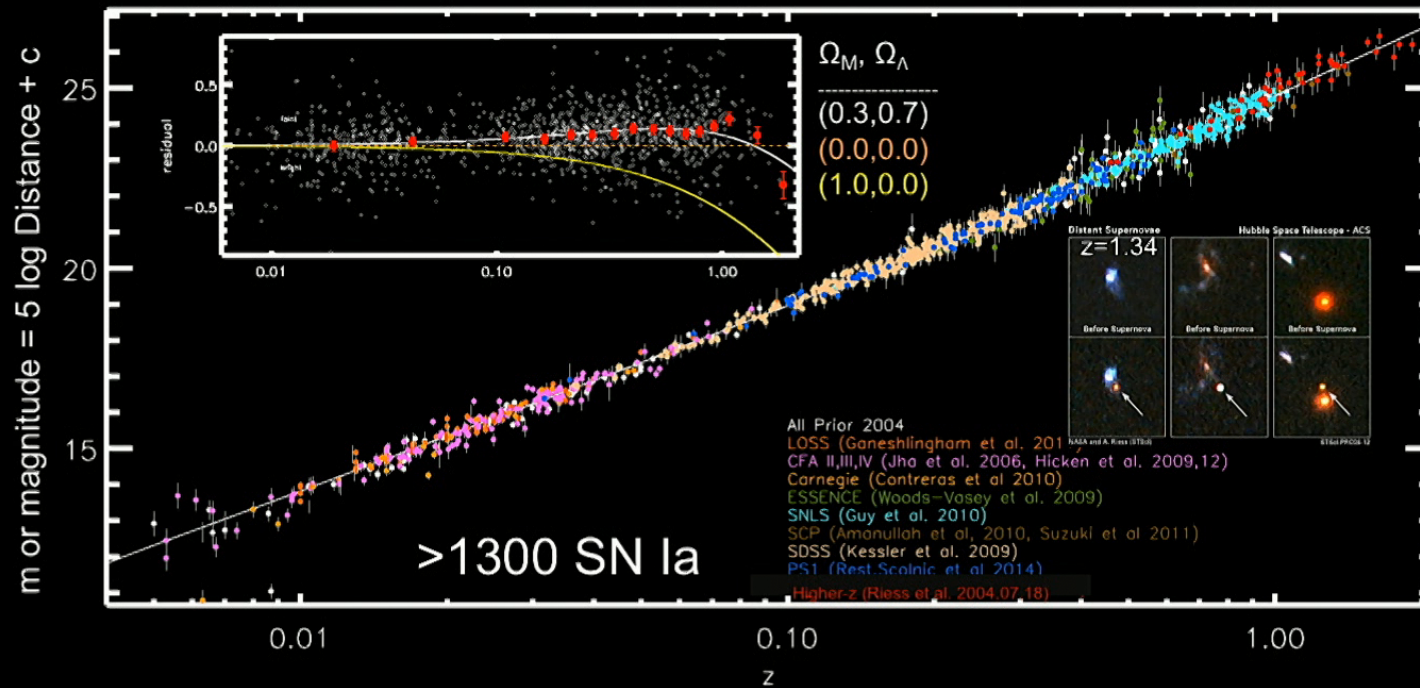 m or magnitude = 5 log Distance + c
25
20
15
0.5
0.0
−0.5
residual
faint
bright
0.01
0.10
1.00
Ω_M, Ω_Λ
----------------
(0.3,0.7)
(0.0,0.0)
(1.0,0.0)
Distant Supernovae
Hubble Space Telescope - ACS
z=1.34
Before Supernova
Before Supernova
Before Supernova
NASA and A. Riess (STScI)
All Prior 2004
LOSS (Ganeshlingham et al. 201
CFA II,III,IV (Jha et al. 2006, Hicken et al. 2009,12)
Carnegie (Contreras et al 2010)
ESSENCE (Woods-Vasey et al. 2009)
SNLS (Guy et al. 2010)
SCP (Amanullah et al, 2010, Suzuki et al 2011)
SDSS (Kessler et al. 2009)
PS1 (Rest,Scolnic et al 2014)
Higher-z (Riess et al. 2004,07,18)
>1300 SN Ia
0.01
0.10
1.00
z